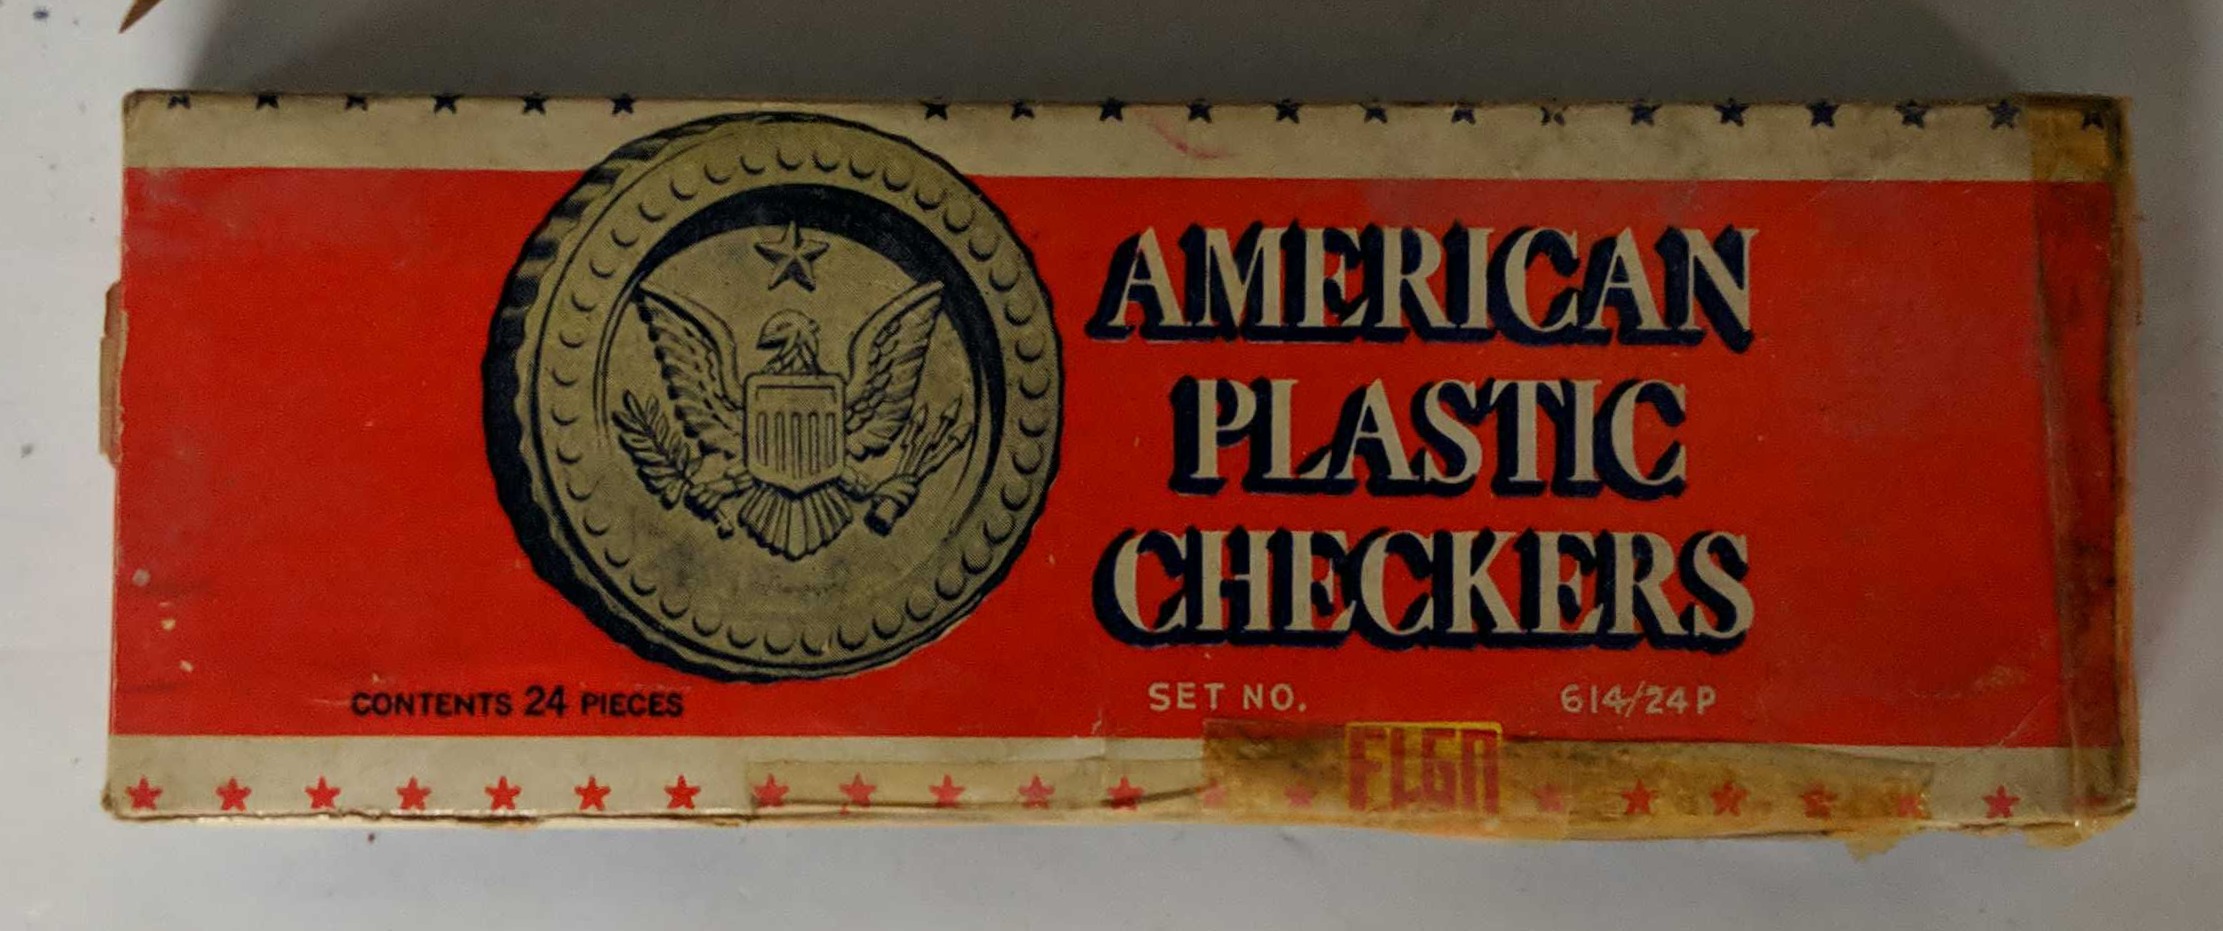 AMERICAN
PLASTIC
CHECKERS
CONTENTS 24 PIECES
SET NO. 614/24P